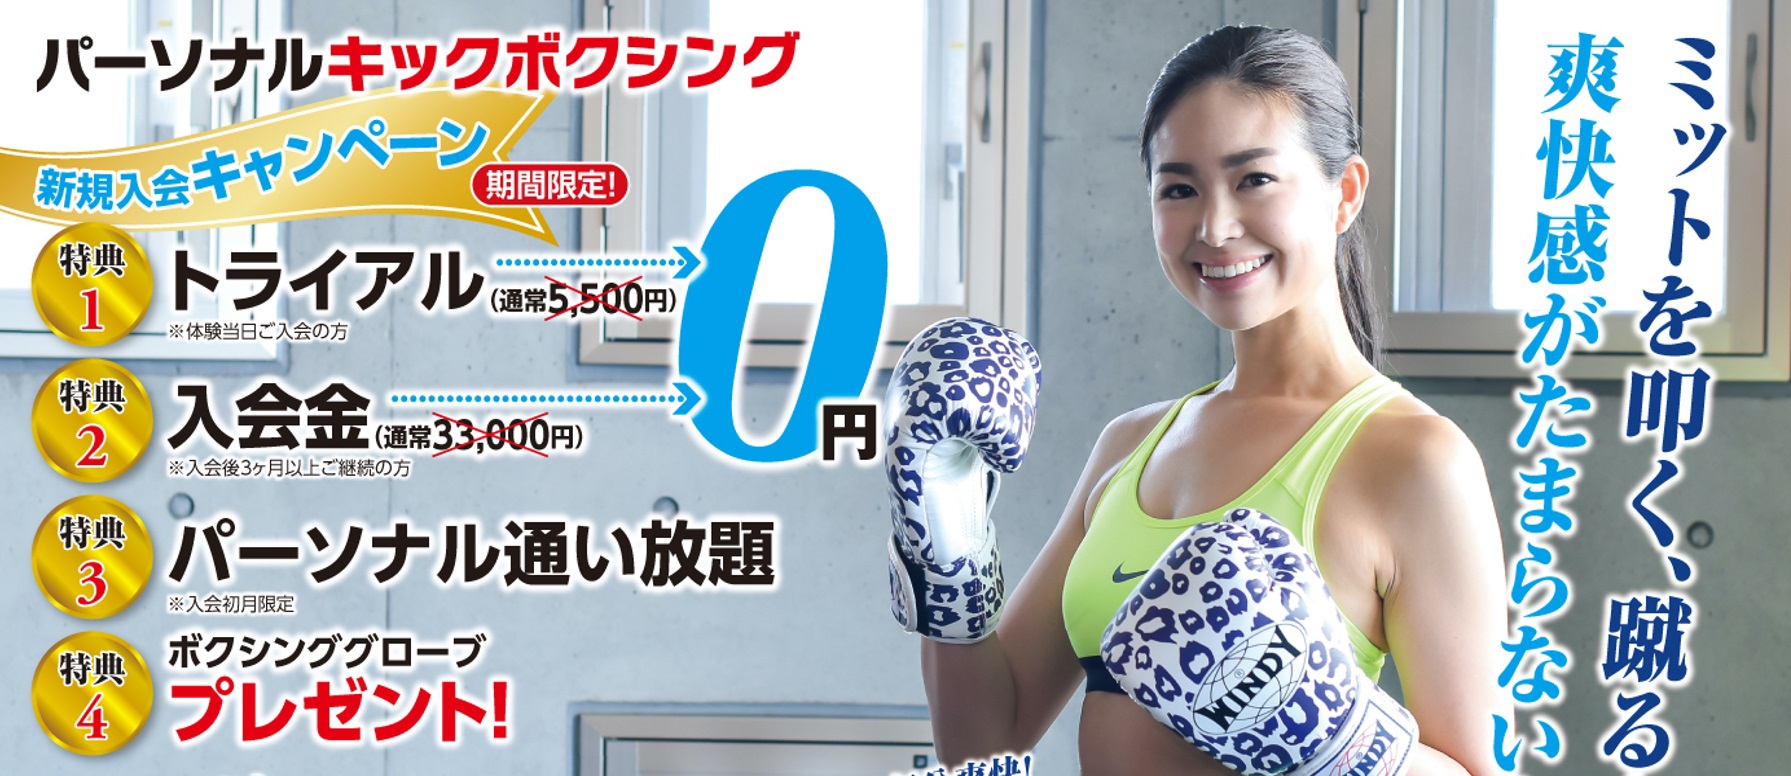 パーソナルキックボクシング
新規入会キャンペーン
期間限定!
特典
1
トライアル
(通常5,500円)
※体験当日ご入会の方
特典
2
入会金
(通常33,000円)
※入会後3ヶ月以上ご継続の方
0円
特典
3
パーソナル通い放題
※入会初月限定
特典
4
ボクシンググローブ
プレゼント!
ミットを叩く、蹴る
爽快感がたまらない
WINDY
WINDY
爽快!